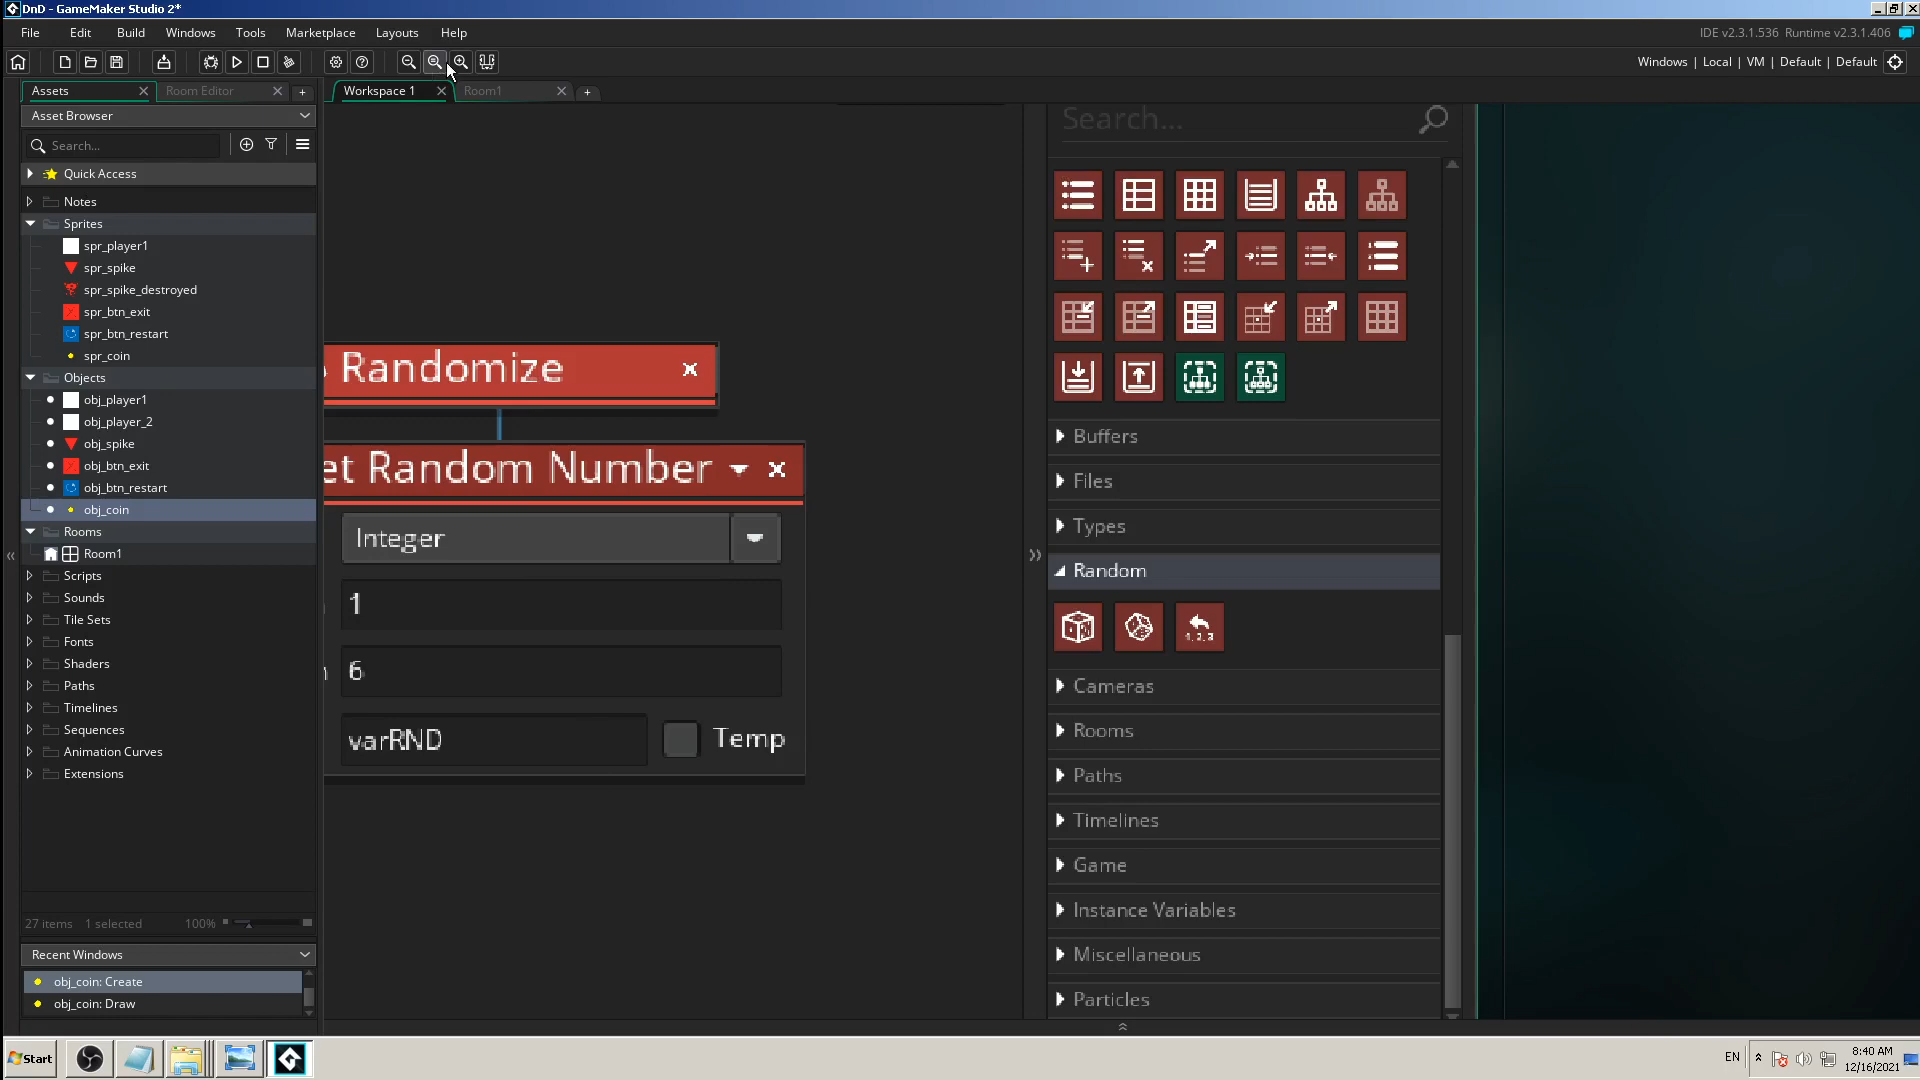 DnD - GameMaker Studio 2*
File Edit Build Windows Tools Marketplace Layouts Help
IDE v2.3.1.536 Runtime v2.3.1.406
Windows | Local | VM | Default | Default
Assets Room Editor
Workspace 1 Room1
Asset Browser
Search...
Search...
Quick Access
Notes
Sprites
spr_player1
spr_spike
spr_spike_destroyed
spr_btn_exit
spr_btn_restart
spr_coin
Objects
obj_player1
obj_player_2
obj_spike
obj_btn_exit
obj_btn_restart
obj_coin
Rooms
Room1
Scripts
Sounds
Tile Sets
Fonts
Shaders
Paths
Timelines
Sequences
Animation Curves
Extensions
27 items 1 selected 100%
Recent Windows
obj_coin: Create
obj_coin: Draw
Randomize
et Random Number
Integer
1
6
varRND Temp
Buffers
Files
Types
Random
1,2,3
Cameras
Rooms
Paths
Timelines
Game
Instance Variables
Miscellaneous
Particles
Start
EN
8:40 AM
12/16/2021